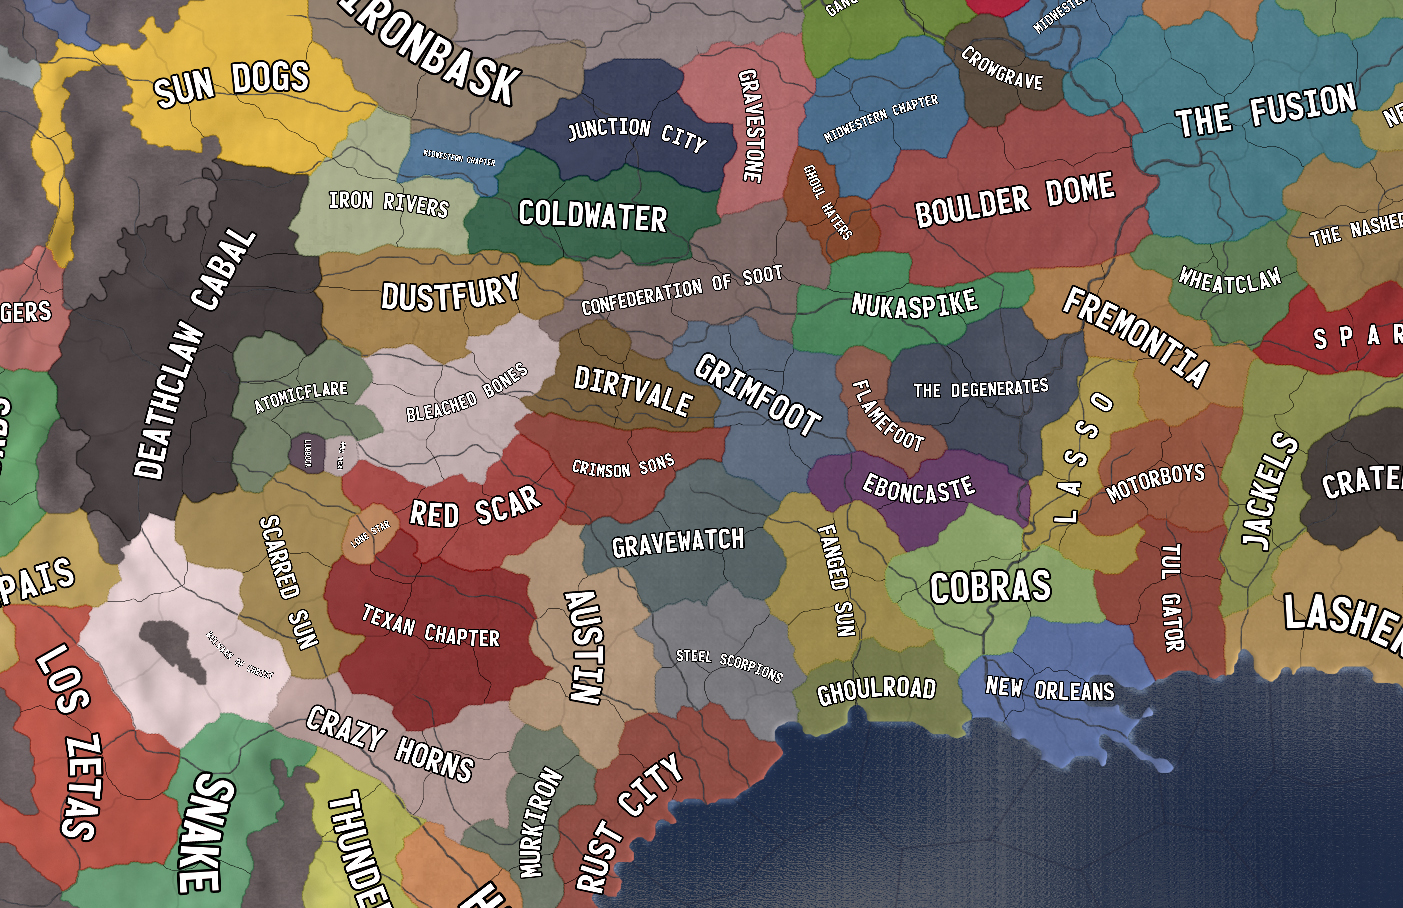 GANG
IRONBASK
MIDWESTERN
CROWGRAVE
SUN DOGS
GRAVESTONE
THE FUSION
NE
JUNCTION CITY
MIDWESTERN CHAPTER
MIDWESTERN CHAPTER
GHOUL HATERS
BOULDER DOME
IRON RIVERS
COLDWATER
THE NASHE
DEATHCLAW CABAL
WHEATCLAW
GERS
DUSTFURY
CONFEDERATION OF SOOT
NUKASPIKE
FREMONTIA
SPAR
ATOMICFLARE
BLEACHED BONES
DIRTVALE
GRIMFOOT
FLAMEFOOT
THE DEGENERATES
LASSO
LUBBOCK
CRIMSON SONS
EBONCASTE
MOTORBOYS
JACKELS
CRATE
RED SCAR
LONE STAR
SCARRED SUN
GRAVEWATCH
FANGED SUN
PAIS
COBRAS
TUL GATOR
TEXAN CHAPTER
AUSTIN
LASHE
LOS ZETAS
STEEL SCORPIONS
GHOULROAD
NEW ORLEANS
CRAZY HORNS
SNAKE
THUNDE
MURKIRON
RUST CITY
H